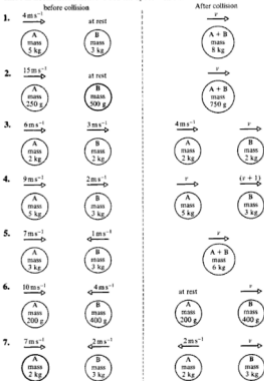 before collision After collision
1. 4 m s⁻¹ at rest v
A mass 5 kg B mass 3 kg A + B mass 8 kg
2. 15 m s⁻¹ at rest v
A mass 250 g B mass 500 g A + B mass 750 g
3. 6 m s⁻¹ 3 m s⁻¹ 4 m s⁻¹ v
A mass 2 kg B mass 2 kg A mass 2 kg B mass 2 kg
4. 9 m s⁻¹ 2 m s⁻¹ v (v + 1)
A mass 5 kg B mass 3 kg A mass 5 kg B mass 3 kg
5. 7 m s⁻¹ 1 m s⁻¹ v
A mass 3 kg B mass 3 kg A + B mass 6 kg
6. 10 m s⁻¹ 4 m s⁻¹ at rest v
A mass 200 g B mass 400 g A mass 200 g B mass 400 g
7. 7 m s⁻¹ 2 m s⁻¹ 2 m s⁻¹ v
A mass 2 kg B mass 3 kg A mass 2 kg B mass 3 kg